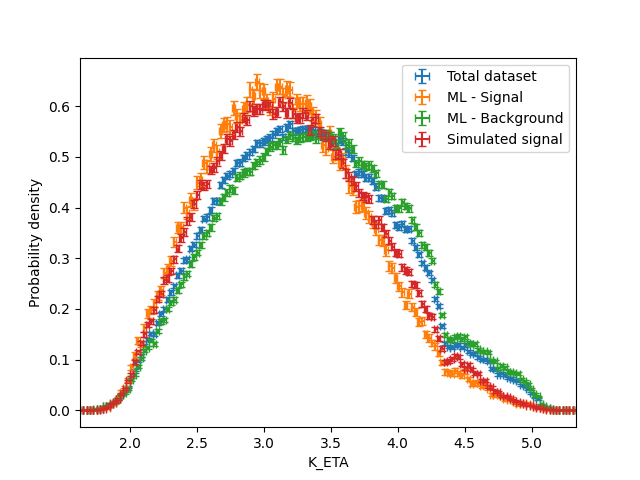 Total dataset
ML - Signal
ML - Background
Simulated signal
Probability density
0.6
0.5
0.4
0.3
0.2
0.1
0.0
2.0 2.5 3.0 3.5 4.0 4.5 5.0
K_ETA